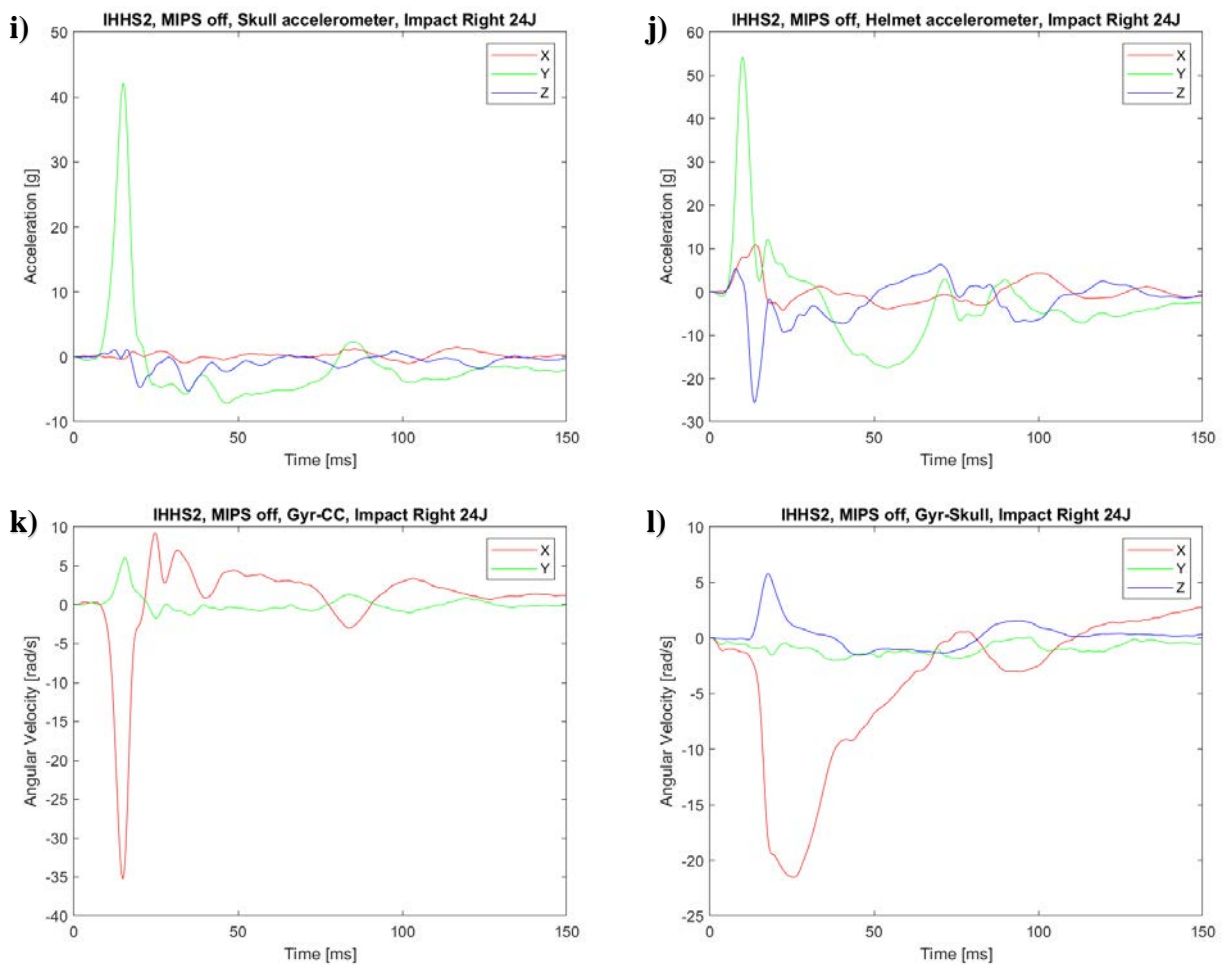 i)
IHHS2, MIPS off, Skull accelerometer, Impact Right 24J
50
40
30
20
10
0
-10
Acceleration [g]
X
Y
Z
0
50
100
150
Time [ms]
j)
IHHS2, MIPS off, Helmet accelerometer, Impact Right 24J
60
50
40
30
20
10
0
-10
-20
-30
Acceleration [g]
X
Y
Z
0
50
100
150
Time [ms]
k)
IHHS2, MIPS off, Gyr-CC, Impact Right 24J
10
5
0
-5
-10
-15
-20
-25
-30
-35
-40
Angular Velocity [rad/s]
X
Y
0
50
100
150
Time [ms]
l)
IHHS2, MIPS off, Gyr-Skull, Impact Right 24J
10
5
0
-5
-10
-15
-20
-25
Angular Velocity [rad/s]
X
Y
Z
0
50
100
150
Time [ms]